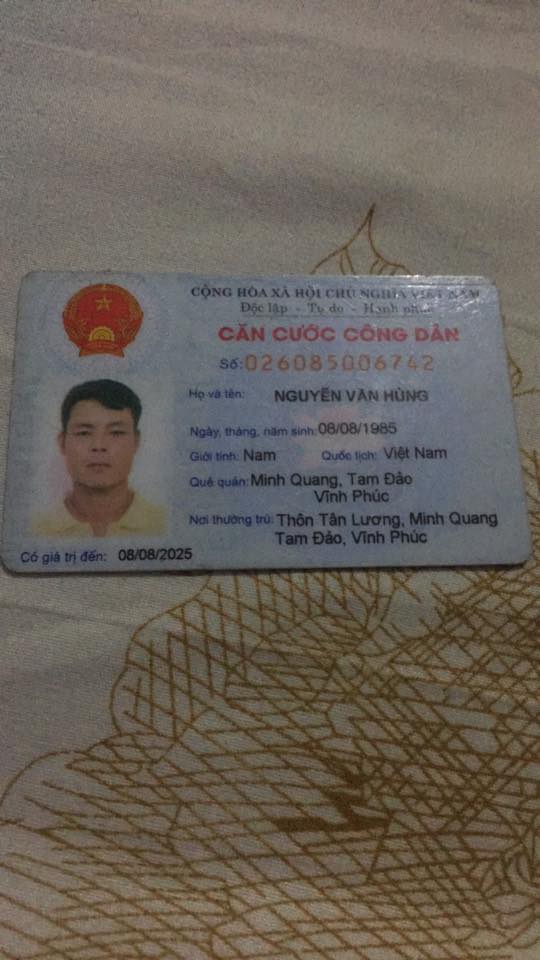 CỘNG HÒA XÃ HỘI CHỦ NGHĨA VIỆT NAM
Độc lập - Tự do - Hạnh phúc
CĂN CƯỚC CÔNG DÂN
Số: 026085006742
Họ và tên: NGUYỄN VĂN HÙNG
Ngày, tháng, năm sinh: 08/08/1985
Giới tính: Nam Quốc tịch: Việt Nam
Quê quán: Minh Quang, Tam Đảo
Vĩnh Phúc
Nơi thường trú: Thôn Tân Lương, Minh Quang
Tam Đảo, Vĩnh Phúc
Có giá trị đến: 08/08/2025